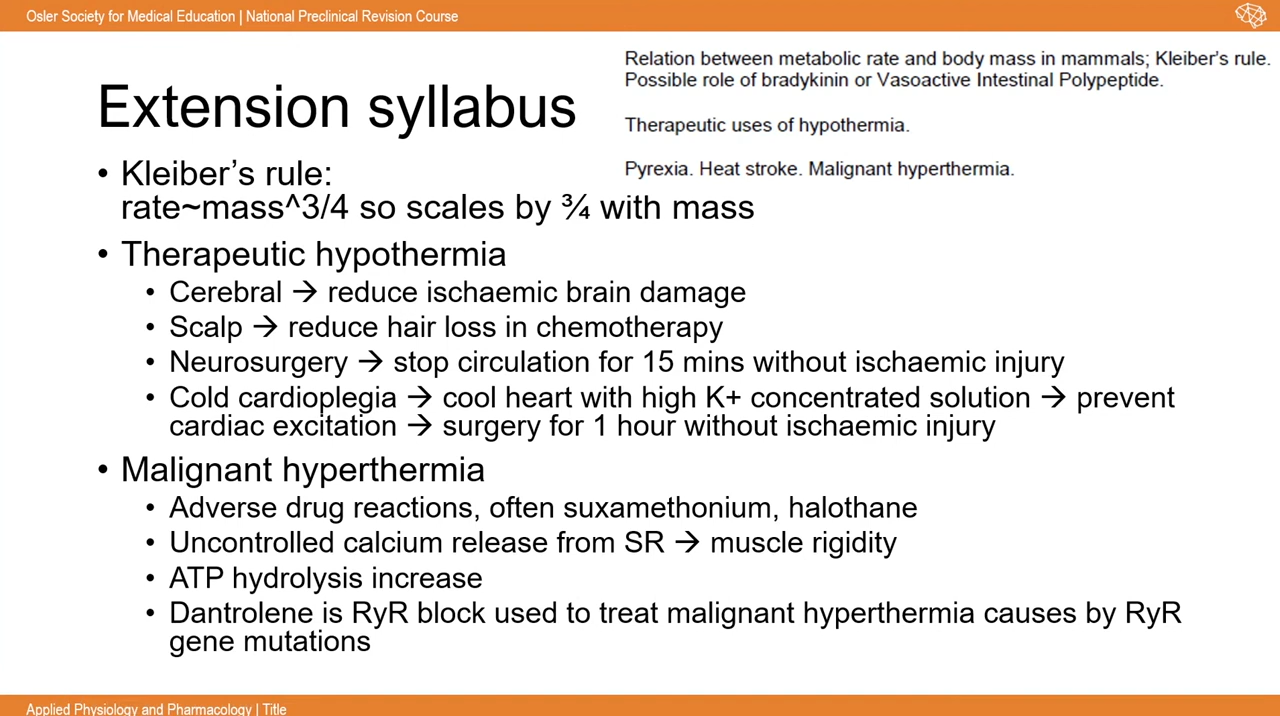 Osler Society for Medical Education | National Preclinical Revision Course
Relation between metabolic rate and body mass in mammals; Kleiber's rule.
Possible role of bradykinin or Vasoactive Intestinal Polypeptide.
Therapeutic uses of hypothermia.
Pyrexia. Heat stroke. Malignant hyperthermia.
Extension syllabus
• Kleiber's rule:
rate~mass^3/4 so scales by ¾ with mass
• Therapeutic hypothermia
• Cerebral → reduce ischaemic brain damage
• Scalp → reduce hair loss in chemotherapy
• Neurosurgery → stop circulation for 15 mins without ischaemic injury
• Cold cardioplegia → cool heart with high K+ concentrated solution → prevent
cardiac excitation → surgery for 1 hour without ischaemic injury
• Malignant hyperthermia
• Adverse drug reactions, often suxamethonium, halothane
• Uncontrolled calcium release from SR → muscle rigidity
• ATP hydrolysis increase
• Dantrolene is RyR block used to treat malignant hyperthermia causes by RyR
gene mutations
Applied Physiology and Pharmacology | Title